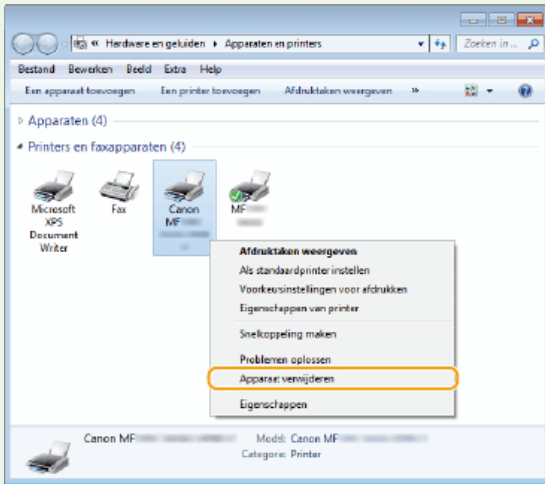 « Hardware en geluiden ▸ Apparaten en printers
Zoeken in ...
Bestand Bewerken Beeld Extra Help
Een apparaat toevoegen Een printer toevoegen Afdruktaken weergeven »
Apparaten (4)
Printers en faxapparaten (4)
Microsoft XPS Document Writer
Fax
Canon MF
MF
Afdruktaken weergeven
Als standaardprinter instellen
Voorkeursinstellingen voor afdrukken
Eigenschappen van printer
Snelkoppeling maken
Problemen oplossen
Apparaat verwijderen
Eigenschappen
Canon MF Model: Canon MF
Categorie: Printer